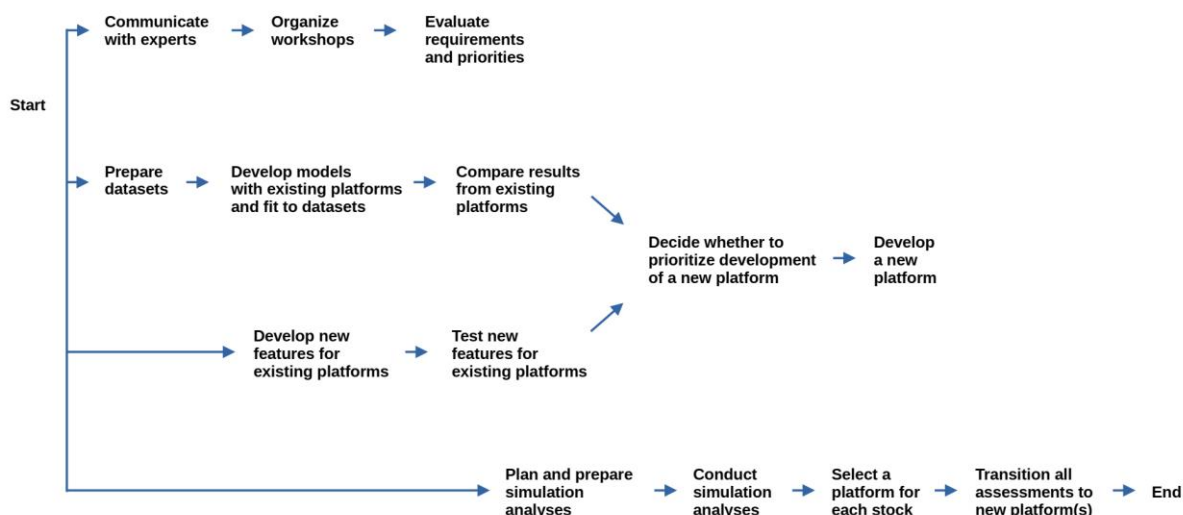 Communicate
with experts
Organize
workshops
Evaluate
requirements
and priorities
Start
Prepare
datasets
Develop models
with existing platforms
and fit to datasets
Compare results
from existing
platforms
Decide whether to
prioritize development
of a new platform
Develop
a new
platform
Develop new
features for
existing platforms
Test new
features for
existing platforms
Plan and prepare
simulation
analyses
Conduct
simulation
analyses
Select a
platform for
each stock
Transition all
assessments to
new platform(s)
End